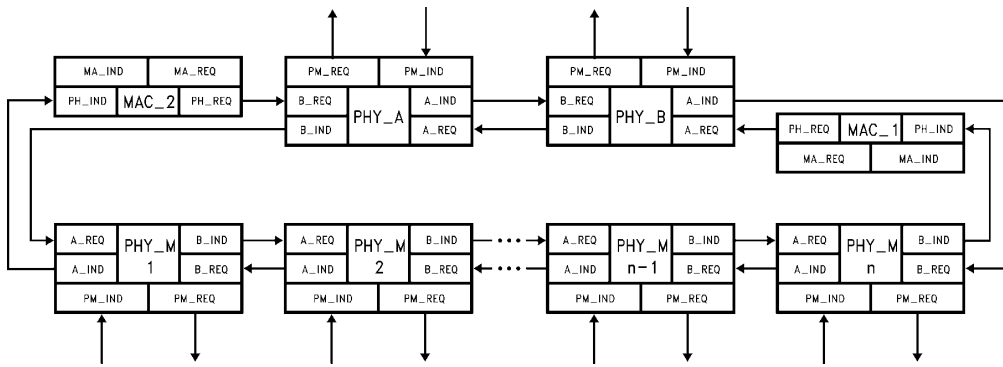 PM_REQ PM_IND PM_REQ PM_IND
MA_IND MA_REQ
PH_IND MAC_2 PH_REQ B_REQ PHY_A A_IND B_REQ PHY_B A_IND
B_IND A_REQ B_IND A_REQ PH_REQ MAC_1 PH_IND
MA_REQ MA_IND
A_REQ PHY_M B_IND A_REQ PHY_M B_IND ... A_REQ PHY_M B_IND A_REQ PHY_M B_IND
A_IND 1 B_REQ A_IND 2 B_REQ ... A_IND n-1 B_REQ A_IND n B_REQ
PM_IND PM_REQ PM_IND PM_REQ PM_IND PM_REQ PM_IND PM_REQ